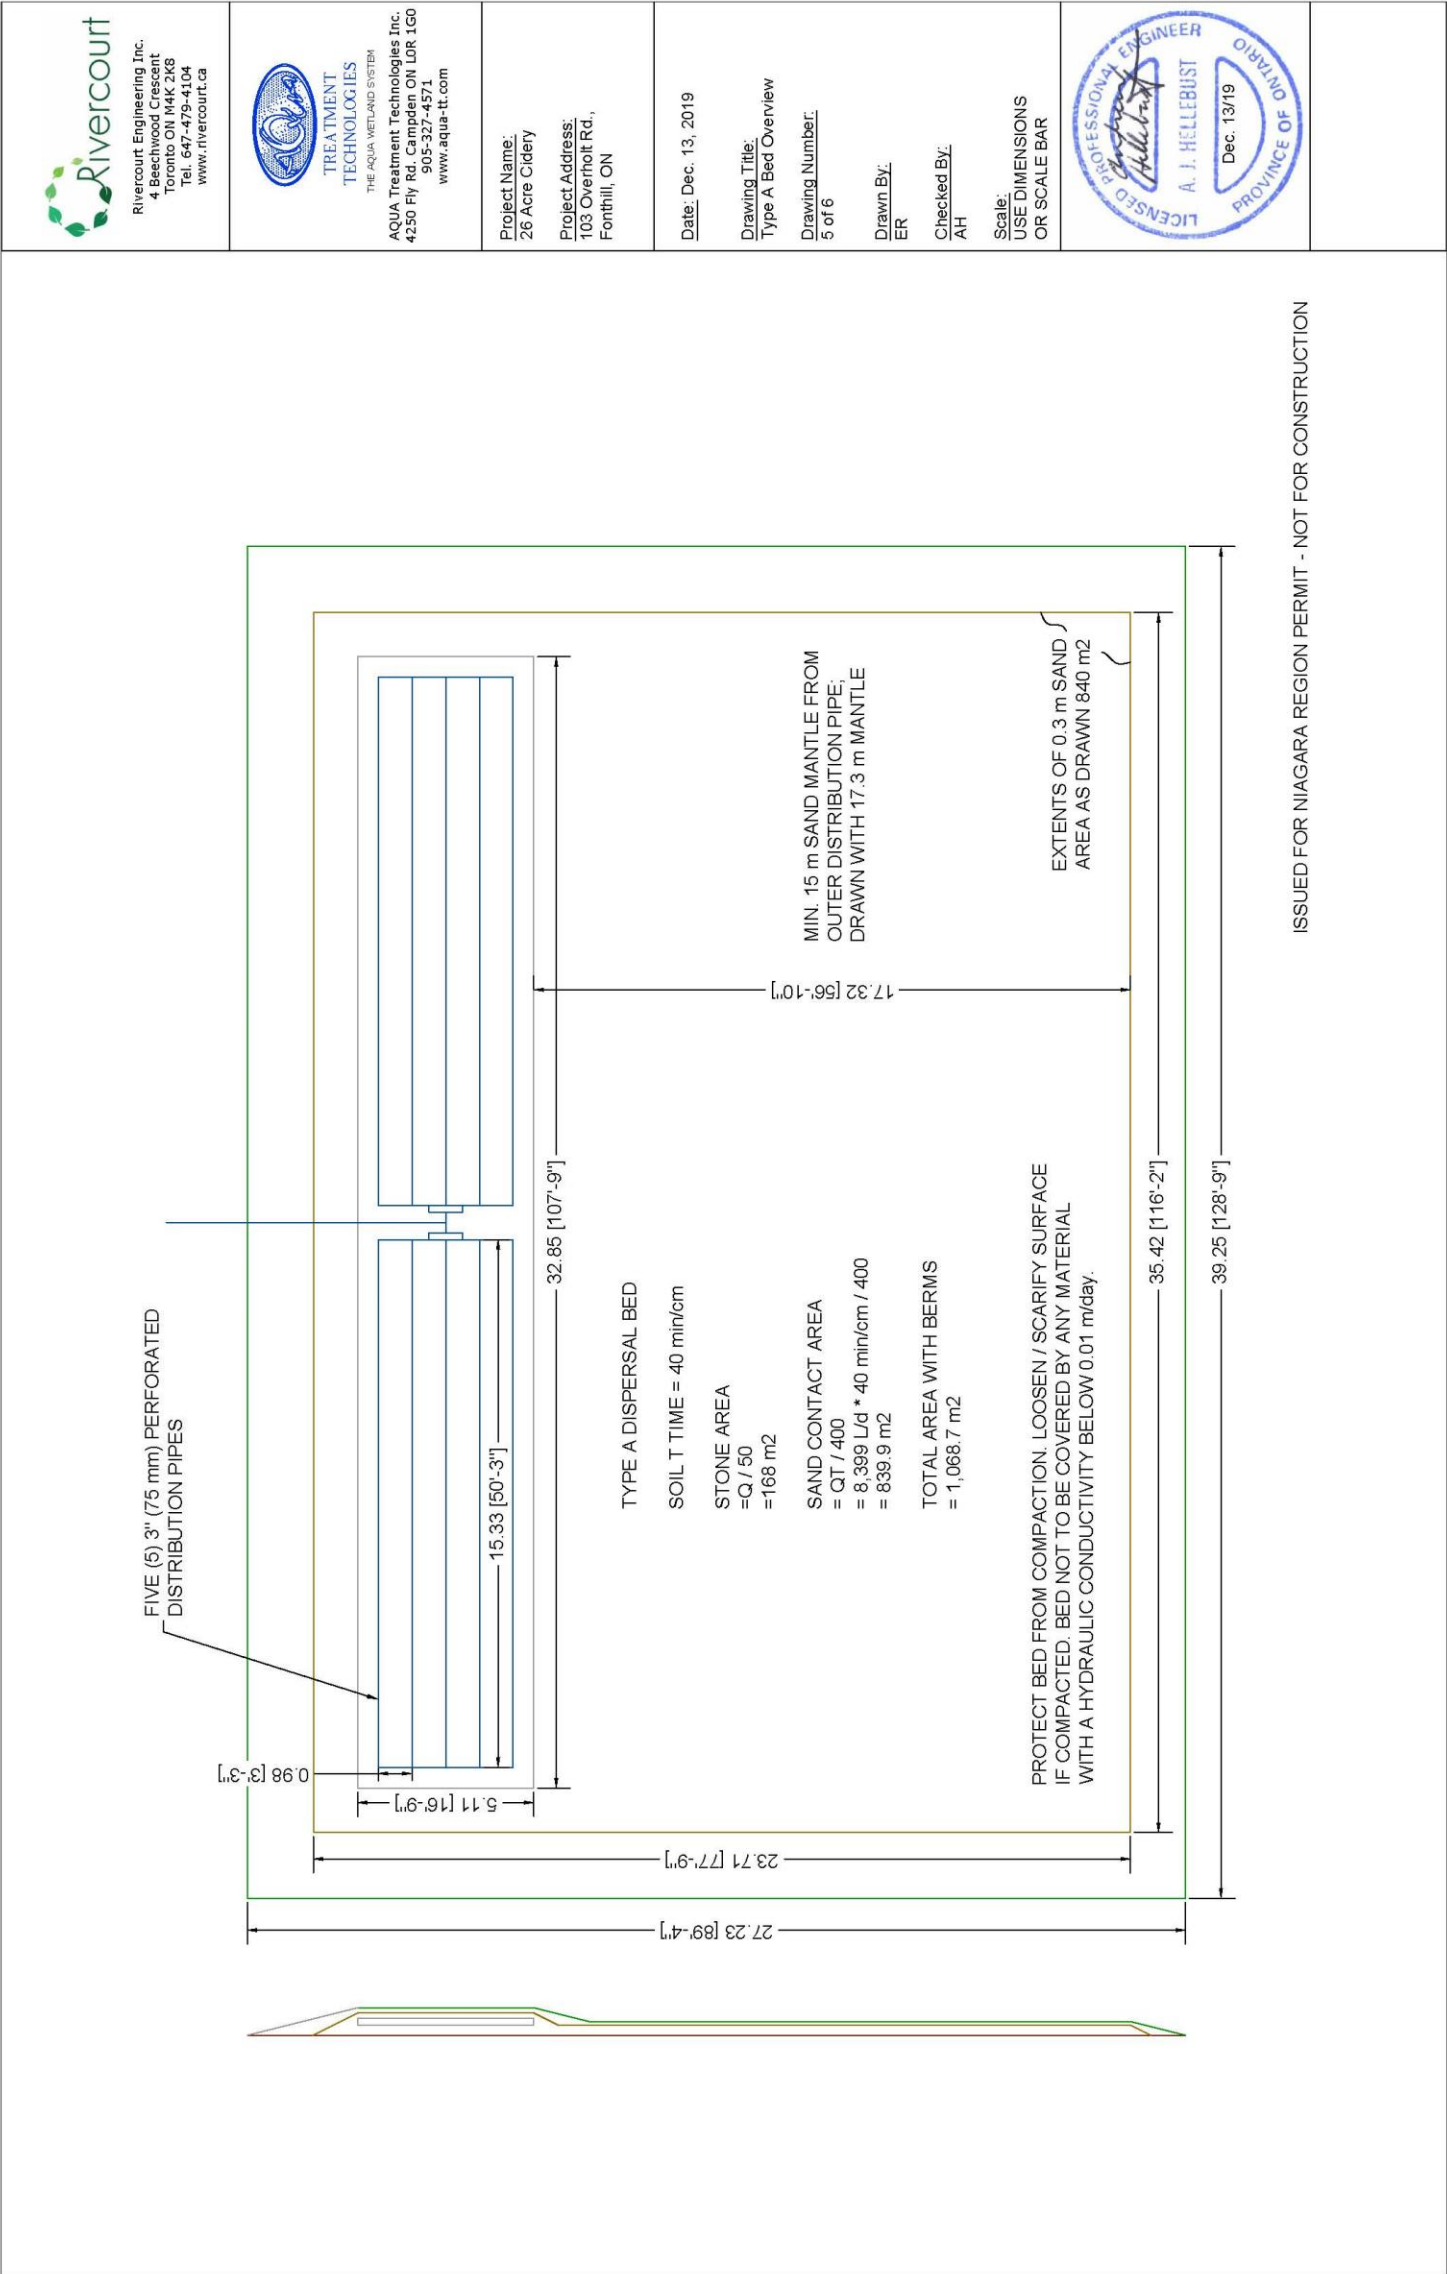 Rivercourt
Rivercourt Engineering Inc.
4 Beechwood Crescent
Toronto ON M4K 2K8
Tel. 647-479-4104
www.rivercourt.ca
AQUA
TREATMENT
TECHNOLOGIES
THE AQUA WETLAND SYSTEM
AQUA Treatment Technologies Inc.
4250 Fly Rd. Campden ON L0R 1G0
905-327-4571
www.aqua-tt.com
Project Name:
26 Acre Cidery
Project Address:
103 Overholt Rd.,
Fonthill, ON
Date: Dec. 13, 2019
Drawing Title:
Type A Bed Overview
Drawing Number:
5 of 6
Drawn By:
ER
Checked By:
AH
Scale:
USE DIMENSIONS
OR SCALE BAR
LICENSED PROFESSIONAL ENGINEER
A. J. HELLEBUST
Dec. 13/19
PROVINCE OF ONTARIO
FIVE (5) 3" (75 mm) PERFORATED
DISTRIBUTION PIPES
0.98 [3'-3"]
5.11 [16'-9"]
15.33 [50'-3"]
32.85 [107'-9"]
23.71 [77'-9"]
27.23 [89'-4"]
17.32 [56'-10"]
TYPE A DISPERSAL BED
SOIL T TIME = 40 min/cm
STONE AREA
=Q / 50
=168 m2
SAND CONTACT AREA
= QT / 400
= 8,399 L/d * 40 min/cm / 400
= 839.9 m2
TOTAL AREA WITH BERMS
= 1,068.7 m2
MIN. 15 m SAND MANTLE FROM
OUTER DISTRIBUTION PIPE;
DRAWN WITH 17.3 m MANTLE
EXTENTS OF 0.3 m SAND
AREA AS DRAWN 840 m2
PROTECT BED FROM COMPACTION. LOOSEN / SCARIFY SURFACE
IF COMPACTED. BED NOT TO BE COVERED BY ANY MATERIAL
WITH A HYDRAULIC CONDUCTIVITY BELOW 0.01 m/day.
35.42 [116'-2"]
39.25 [128'-9"]
ISSUED FOR NIAGARA REGION PERMIT - NOT FOR CONSTRUCTION